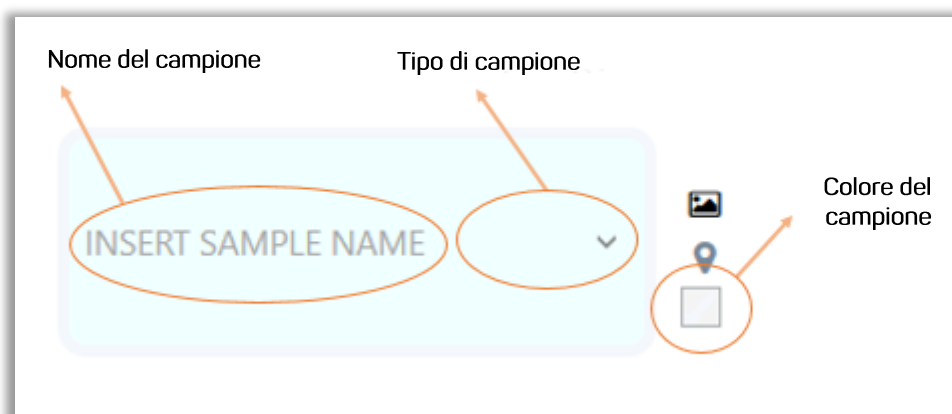 Nome del campione
Tipo di campione
Colore del
campione
INSERT SAMPLE NAME